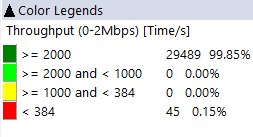 Color Legends
Throughput (0-2Mbps) [Time/s]
>= 2000 29489 99.85%
>= 2000 and < 1000 0 0.00%
>= 1000 and < 384 0 0.00%
< 384 45 0.15%